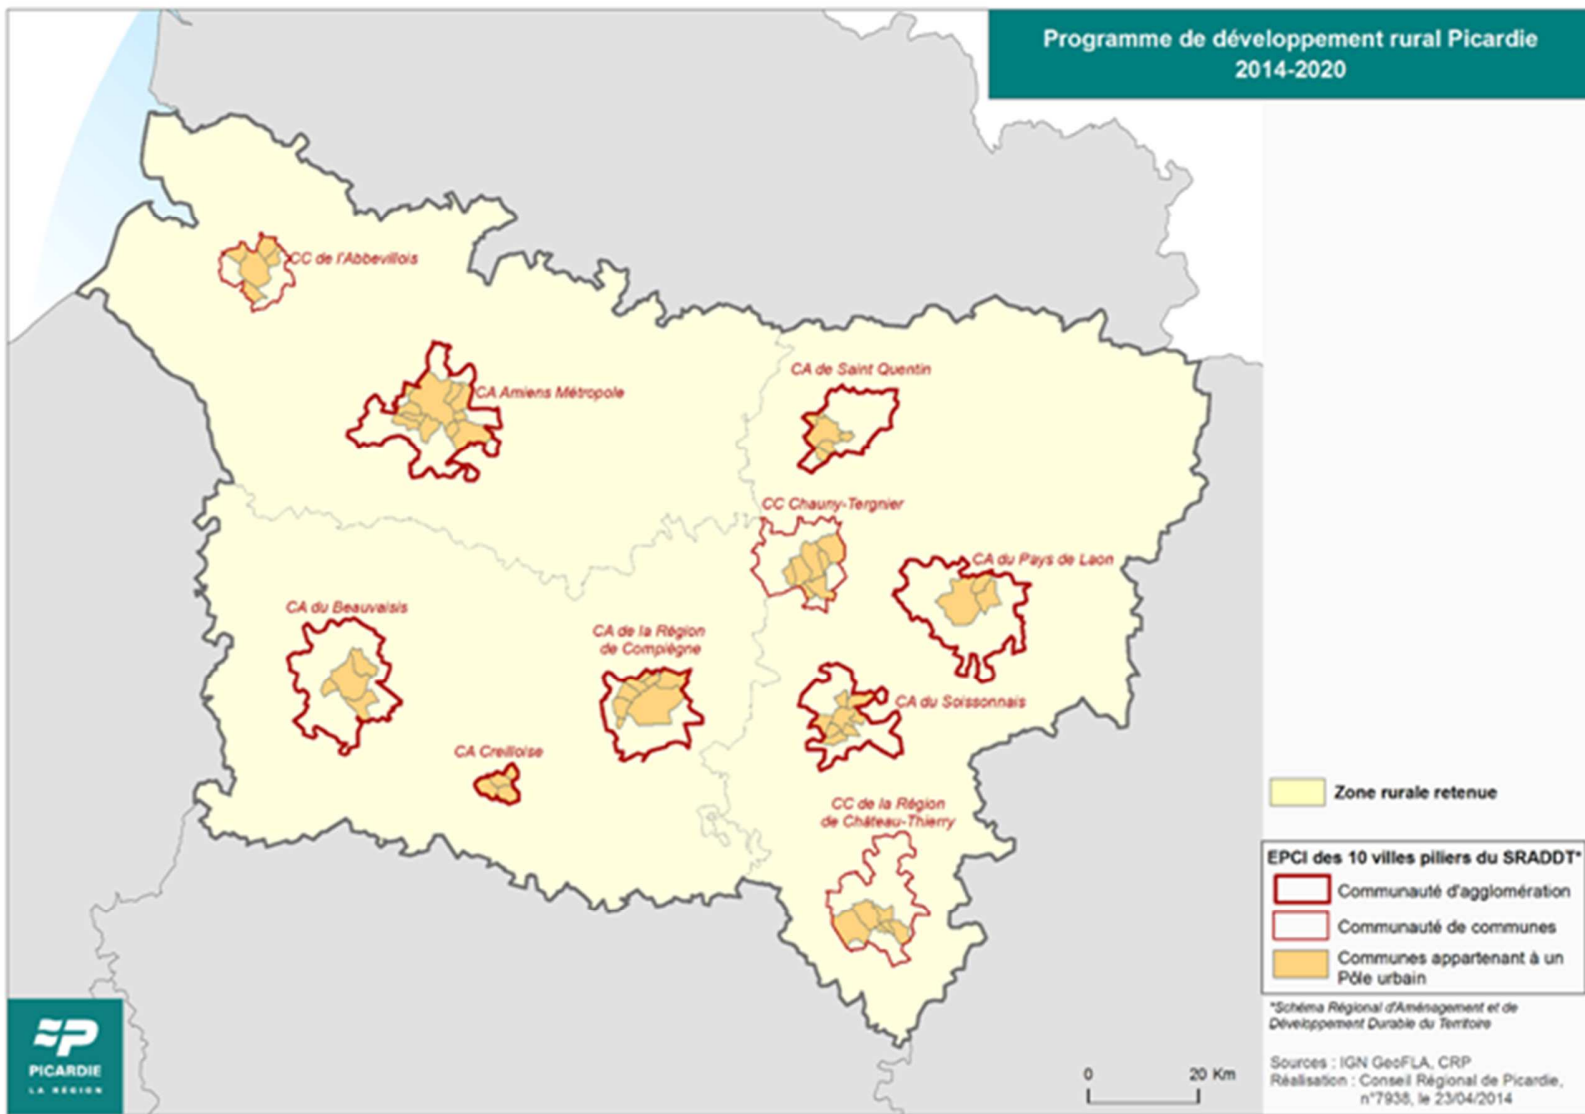 Programme de développement rural Picardie
2014-2020
CC de l'Abbevillois
CA Amiens Métropole
CA de Saint Quentin
CC Chauny-Tergnier
CA du Pays de Laon
CA du Beauvaisis
CA de la Région
de Compiègne
CA du Soissonnais
CA Creilloise
CC de la Région
de Château-Thierry
Zone rurale retenue
EPCI des 10 villes piliers du SRADDT*
Communauté d'agglomération
Communauté de communes
Communes appartenant à un
Pôle urbain
*Schéma Régional d'Aménagement et de
Développement Durable du Territoire
Sources : IGN GeoFLA, CRP
Réalisation : Conseil Régional de Picardie,
n°7938, le 23/04/2014
0 20 Km
PICARDIE
LA RÉGION